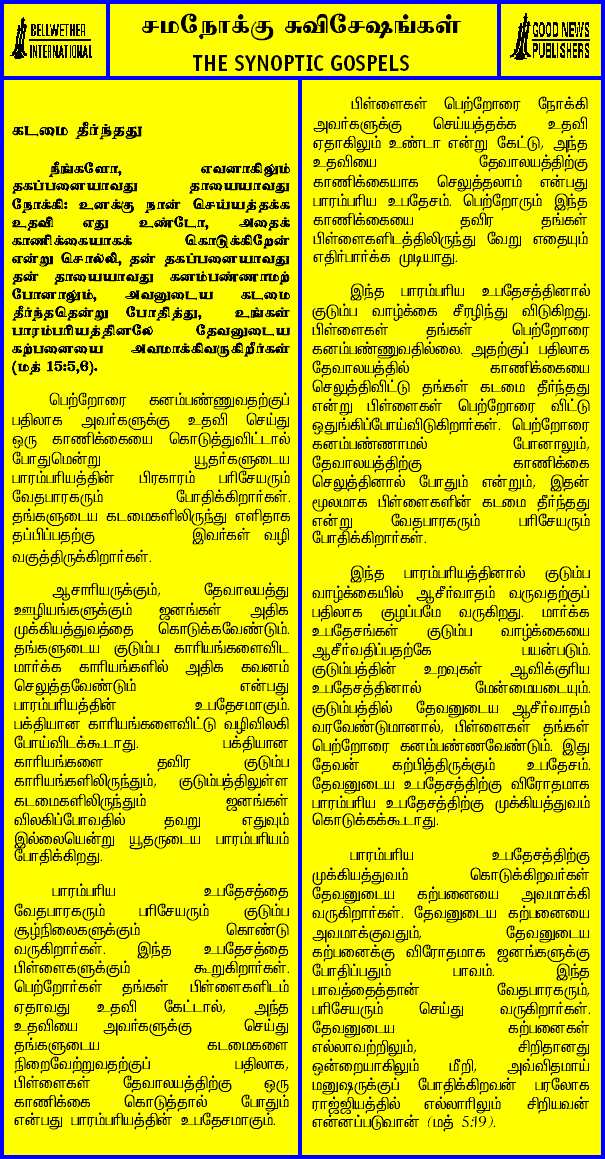 BELLWETHER
INTERNATIONAL
சமநோக்கு சுவிசேஷங்கள்
THE SYNOPTIC GOSPELS
GOOD NEWS
PUBLISHERS
கடமை தீர்ந்தது
நீங்களோ, எவனாகிலும்
தகப்பனையாவது தாயையாவது
நோக்கி: உனக்கு நான் செய்யத்தக்க
உதவி எது உண்டோ, அதைக்
காணிக்கையாகக் கொடுக்கிறேன்
என்று சொல்லி, தன் தகப்பனையாவது
தன் தாயையாவது கனம்பண்ணாமற்
போனாலும், அவனுடைய கடமை
தீர்ந்ததென்று போதித்து, உங்கள்
பாரம்பரியத்தினாலே தேவனுடைய
கற்பனையை அவமாக்கிவருகிறீர்கள்
(மத் 15:5,6).
பெற்றோரை கனம்பண்ணுவதற்குப்
பதிலாக அவர்களுக்கு உதவி செய்து
ஒரு காணிக்கையை கொடுத்துவிட்டால்
போதுமென்று யூதர்களுடைய
பாரம்பரியத்தின் பிரகாரம் பரிசேயரும்
வேதபாரகரும் போதிக்கிறார்கள்.
தங்களுடைய கடமைகளிலிருந்து எளிதாக
தப்பிப்பதற்கு இவர்கள் வழி
வகுத்திருக்கிறார்கள்.
ஆசாரியருக்கும், தேவாலயத்து
ஊழியங்களுக்கும் ஜனங்கள் அதிக
முக்கியத்துவத்தை கொடுக்கவேண்டும்.
தங்களுடைய குடும்ப காரியங்களைவிட
மார்க்க காரியங்களில் அதிக கவனம்
செலுத்தவேண்டும் என்பது
பாரம்பரியத்தின் உபதேசமாகும்.
பக்தியான காரியங்களைவிட்டு வழிவிலகி
போய்விடக்கூடாது. பக்தியான
காரியங்களை தவிர குடும்ப
காரியங்களிலிருந்தும், குடும்பத்திலுள்ள
கடமைகளிலிருந்தும் ஜனங்கள்
விலகிப்போவதில் தவறு எதுவும்
இல்லையென்று யூதருடைய பாரம்பரியம்
போதிக்கிறது.
பாரம்பரிய உபதேசத்தை
வேதபாரகரும் பரிசேயரும் குடும்ப
சூழ்நிலைகளுக்கும் கொண்டு
வருகிறார்கள். இந்த உபதேசத்தை
பிள்ளைகளுக்கும் கூறுகிறார்கள்.
பெற்றோர்கள் தங்கள் பிள்ளைகளிடம்
ஏதாவது உதவி கேட்டால், அந்த
உதவியை அவர்களுக்கு செய்து
தங்களுடைய கடமைகளை
நிறைவேற்றுவதற்குப் பதிலாக,
பிள்ளைகள் தேவாலயத்திற்கு ஒரு
காணிக்கை கொடுத்தால் போதும்
என்பது பாரம்பரியத்தின் உபதேசமாகும்.
பிள்ளைகள் பெற்றோரை நோக்கி
அவர்களுக்கு செய்யத்தக்க உதவி
ஏதாகிலும் உண்டா என்று கேட்டு, அந்த
உதவியை தேவாலயத்திற்கு
காணிக்கையாக செலுத்தலாம் என்பது
பாரம்பரிய உபதேசம். பெற்றோரும் இந்த
காணிக்கையை தவிர தங்கள்
பிள்ளைகளிடத்திலிருந்து வேறு எதையும்
எதிர்பார்க்க முடியாது.
இந்த பாரம்பரிய உபதேசத்தினால்
குடும்ப வாழ்க்கை சீரழிந்து விடுகிறது.
பிள்ளைகள் தங்கள் பெற்றோரை
கனம்பண்ணுவதில்லை. அதற்குப் பதிலாக
தேவாலயத்தில் காணிக்கையை
செலுத்திவிட்டு தங்கள் கடமை தீர்ந்தது
என்று பிள்ளைகள் பெற்றோரை விட்டு
ஒதுங்கிப்போய்விடுகிறார்கள். பெற்றோரை
கனம்பண்ணாமல் போனாலும்,
தேவாலயத்திற்கு காணிக்கை
செலுத்தினால் போதும் என்றும், இதன்
மூலமாக பிள்ளைகளின் கடமை தீர்ந்தது
என்று வேதபாரகரும் பரிசேயரும்
போதிக்கிறார்கள்.
இந்த பாரம்பரியத்தினால் குடும்ப
வாழ்க்கையில் ஆசீர்வாதம் வருவதற்குப்
பதிலாக குழப்பமே வருகிறது. மார்க்க
உபதேசங்கள் குடும்ப வாழ்க்கையை
ஆசீர்வதிப்பதற்கே பயன்படும்.
குடும்பத்தின் உறவுகள் ஆவிக்குரிய
உபதேசத்தினால் மேன்மையடையும்.
குடும்பத்தில் தேவனுடைய ஆசீர்வாதம்
வரவேண்டுமானால், பிள்ளைகள் தங்கள்
பெற்றோரை கனம்பண்ணவேண்டும். இது
தேவன் கற்பித்திருக்கும் உபதேசம்.
தேவனுடைய உபதேசத்திற்கு விரோதமாக
பாரம்பரிய உபதேசத்திற்கு முக்கியத்துவம்
கொடுக்கக்கூடாது.
பாரம்பரிய உபதேசத்திற்கு
முக்கியத்துவம் கொடுக்கிறவர்கள்
தேவனுடைய கற்பனையை அவமாக்கி
வருகிறார்கள். தேவனுடைய கற்பனையை
அவமாக்குவதும், தேவனுடைய
கற்பனைக்கு விரோதமாக ஜனங்களுக்கு
போதிப்பதும் பாவம். இந்த
பாவத்தைத்தான் வேதபாரகரும்,
பரிசேயரும் செய்து வருகிறார்கள்.
தேவனுடைய கற்பனைகள்
எல்லாவற்றிலும், சிறிதானது
ஒன்றையாகிலும் மீறி, அவ்விதமாய்
மனுஷருக்குப் போதிக்கிறவன் பரலோக
ராஜ்ஜியத்தில் எல்லாரிலும் சிறியவன்
என்னப்படுவான் (மத் 5:19).